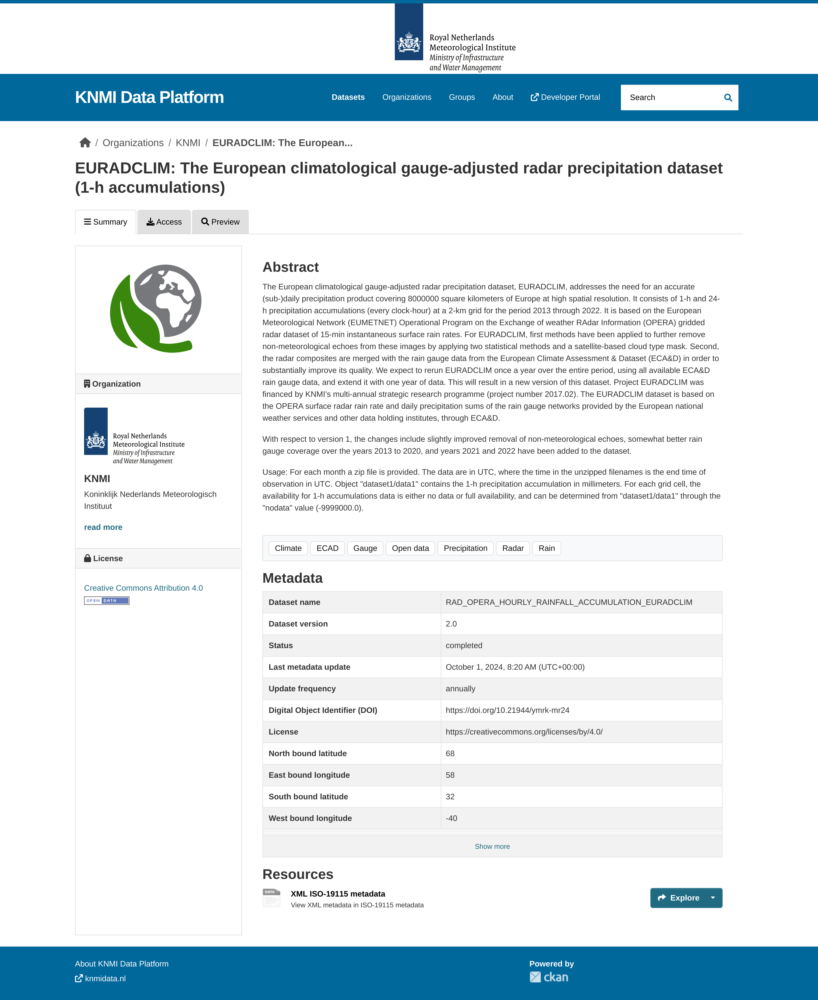 Royal Netherlands
Meteorological Institute
Ministry of Infrastructure
and Water Management
KNMI Data Platform
Datasets
Organizations
Groups
About
Developer Portal
Search
/ Organizations / KNMI / EURADCLIM: The European...
EURADCLIM: The European climatological gauge-adjusted radar precipitation dataset
(1-h accumulations)
Summary
Access
Preview
Organization
Royal Netherlands
Meteorological Institute
Ministry of Infrastructure
and Water Management
KNMI
Koninklijk Nederlands Meteorologisch
Instituut
read more
License
Creative Commons Attribution 4.0
OPEN DATA
Abstract
The European climatological gauge-adjusted radar precipitation dataset, EURADCLIM, addresses the need for an accurate
(sub-)daily precipitation product covering 8000000 square kilometers of Europe at high spatial resolution. It consists of 1-h and 24-
h precipitation accumulations (every clock-hour) at a 2-km grid for the period 2013 through 2022. It is based on the European
Meteorological Network (EUMETNET) Operational Program on the Exchange of weather RAdar Information (OPERA) gridded
radar dataset of 15-min instantaneous surface rain rates. For EURADCLIM, first methods have been applied to further remove
non-meteorological echoes from these images by applying two statistical methods and a satellite-based cloud type mask. Second,
the radar composites are merged with the rain gauge data from the European Climate Assessment & Dataset (ECA&D) in order to
substantially improve its quality. We expect to rerun EURADCLIM once a year over the entire period, using all available ECA&D
rain gauge data, and extend it with one year of data. This will result in a new version of this dataset. Project EURADCLIM was
financed by KNMI’s multi-annual strategic research programme (project number 2017.02). The EURADCLIM dataset is based on
the OPERA surface radar rain rate and daily precipitation sums of the rain gauge networks provided by the European national
weather services and other data holding institutes, through ECA&D.
With respect to version 1, the changes include slightly improved removal of non-meteorological echoes, somewhat better rain
gauge coverage over the years 2013 to 2020, and years 2021 and 2022 have been added to the dataset.
Usage: For each month a zip file is provided. The data are in UTC, where the time in the unzipped filenames is the end time of
observation in UTC. Object "dataset1/data1" contains the 1-h precipitation accumulation in millimeters. For each grid cell, the
availability for 1-h accumulations data is either no data or full availability, and can be determined from "dataset1/data1" through the
"nodata" value (-9999000.0).
Climate
ECAD
Gauge
Open data
Precipitation
Radar
Rain
Metadata
Dataset name RAD_OPERA_HOURLY_RAINFALL_ACCUMULATION_EURADCLIM
Dataset version 2.0
Status completed
Last metadata update October 1, 2024, 8:20 AM (UTC+00:00)
Update frequency annually
Digital Object Identifier (DOI) https://doi.org/10.21944/ymrk-mr24
License https://creativecommons.org/licenses/by/4.0/
North bound latitude 68
East bound longitude 58
South bound latitude 32
West bound longitude -40
Show more
Resources
DATA
XML ISO-19115 metadata
View XML metadata in ISO-19115 metadata
Explore
About KNMI Data Platform
knmidata.nl
Powered by
ckan